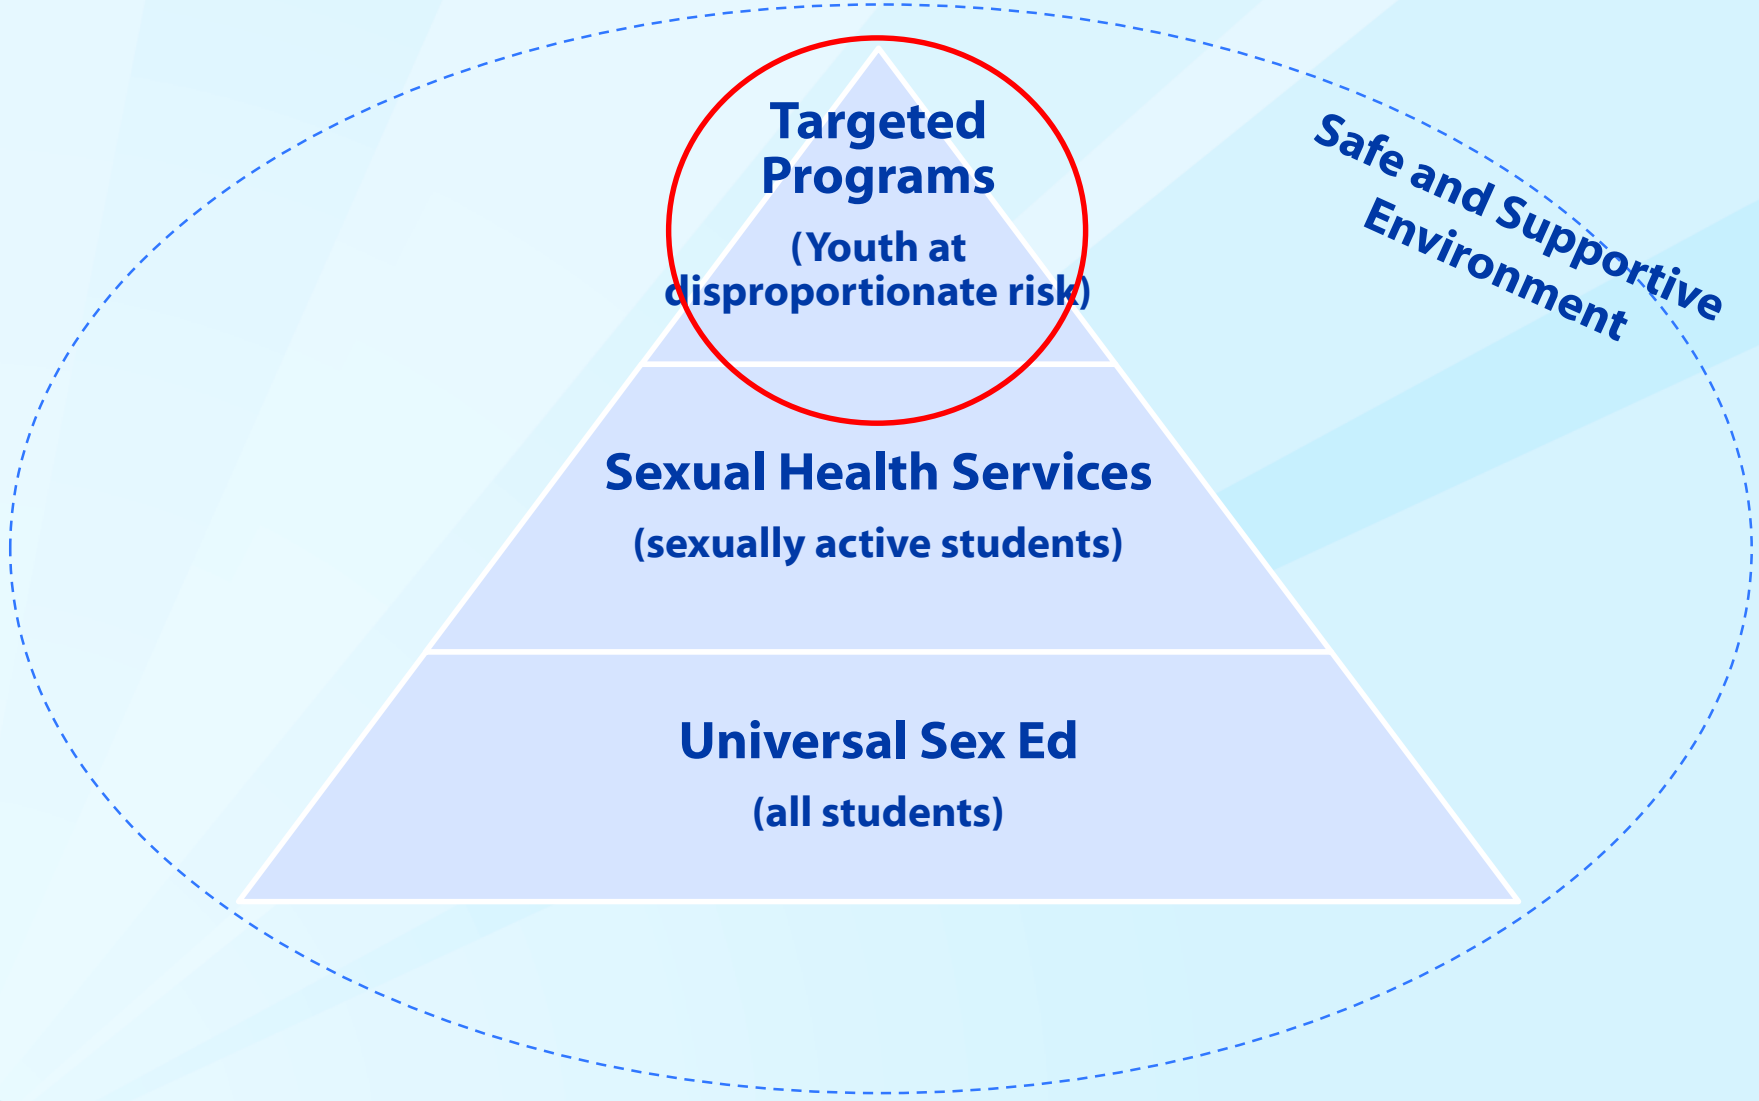 Targeted
Programs
(Youth at
disproportionate risk)
Safe and Supportive
Environment
Sexual Health Services
(sexually active students)
Universal Sex Ed
(all students)